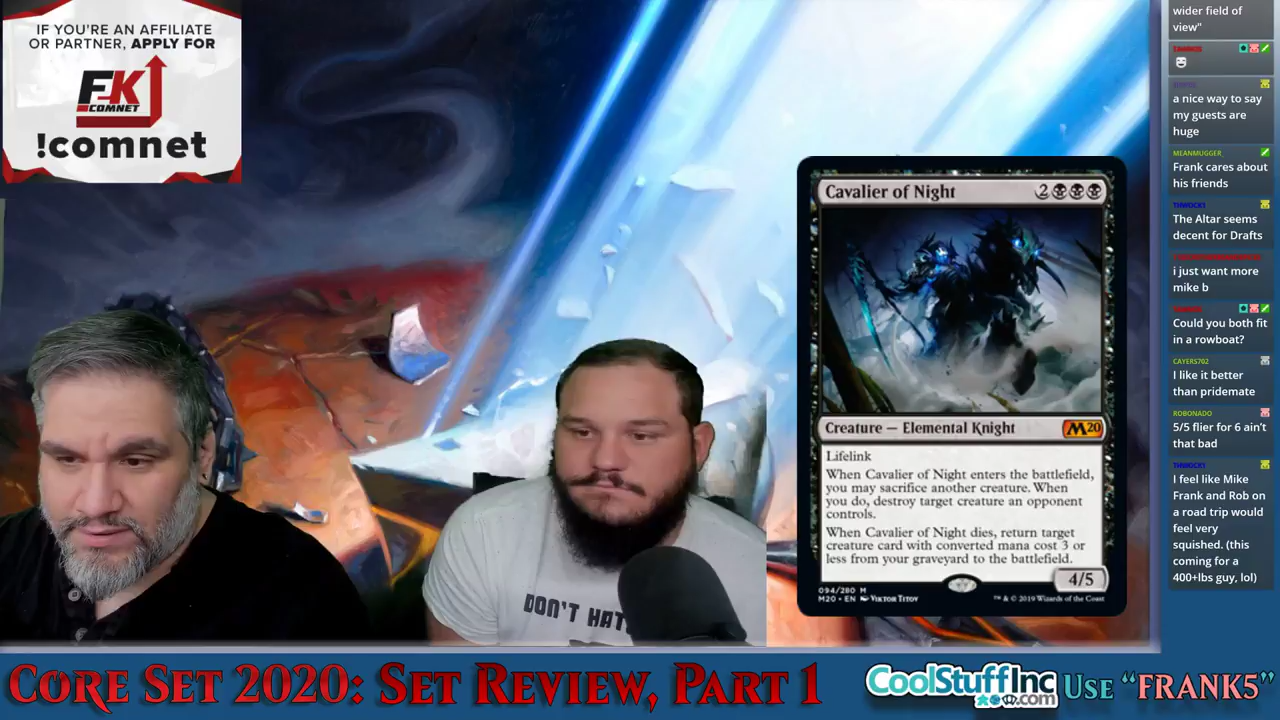 IF YOU'RE AN AFFILIATE
OR PARTNER, APPLY FOR
FK
COMNET
!comnet
Cavalier of Night 2
Creature — Elemental Knight M20
Lifelink
When Cavalier of Night enters the battlefield,
you may sacrifice another creature. When
you do, destroy target creature an opponent
controls.
When Cavalier of Night dies, return target
creature card with converted mana cost 3 or
less from your graveyard to the battlefield.
4/5
094/280 M
M20 • EN Viktor Titov ™ & © 2019 Wizards of the Coast
DON'T HAT
wider field of
view"
a nice way to say
my guests are
huge
MEANMUGGER_
Frank cares about
his friends
THWOCK1
The Altar seems
decent for Drafts
i just want more
mike b
Could you both fit
in a rowboat?
CAYERS702
I like it better
than pridemate
ROBONADO
5/5 flier for 6 ain't
that bad
THWOCK1
I feel like Mike
Frank and Rob on
a road trip would
feel very
squished. (this
coming for a
400+lbs guy, lol)
Core Set 2020: Set Review, Part 1
CoolStuffInc
.com
Use "FRANK5"